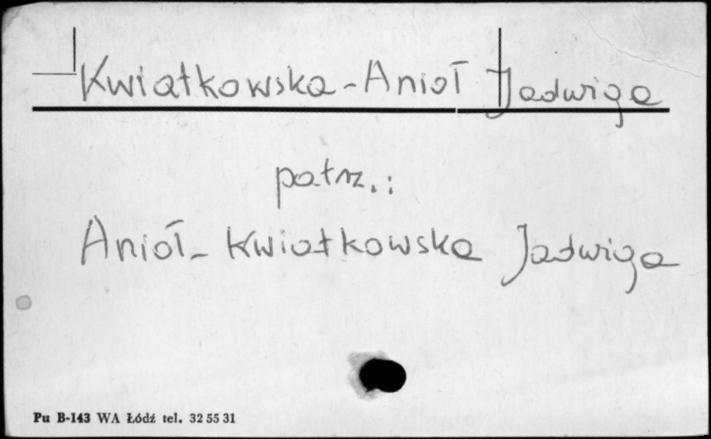 Kwiatkowska-Anioł Jadwiga
patrz.:
Anioł-Kwiatkowska Jadwiga
Pu B-143 WA Łódź tel. 32 55 31